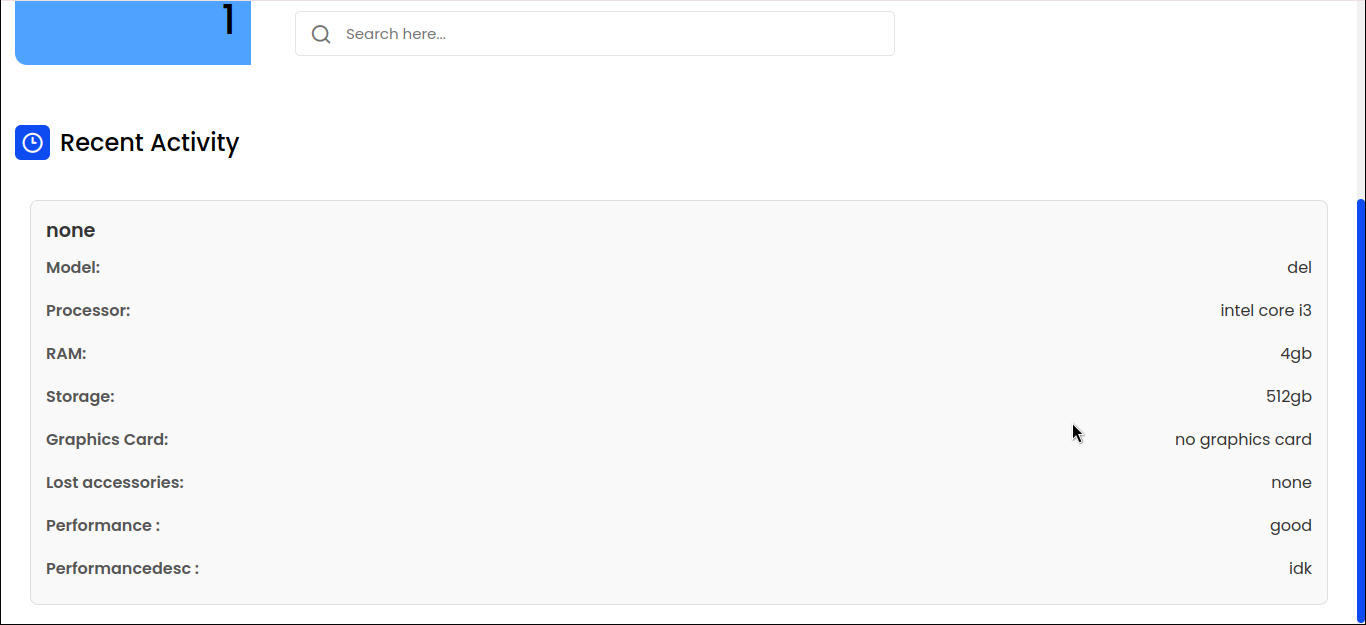 1
Search here...
Recent Activity
none
Model: del
Processor: intel core i3
RAM: 4gb
Storage: 512gb
Graphics Card: no graphics card
Lost accessories: none
Performance : good
Performancedesc : idk